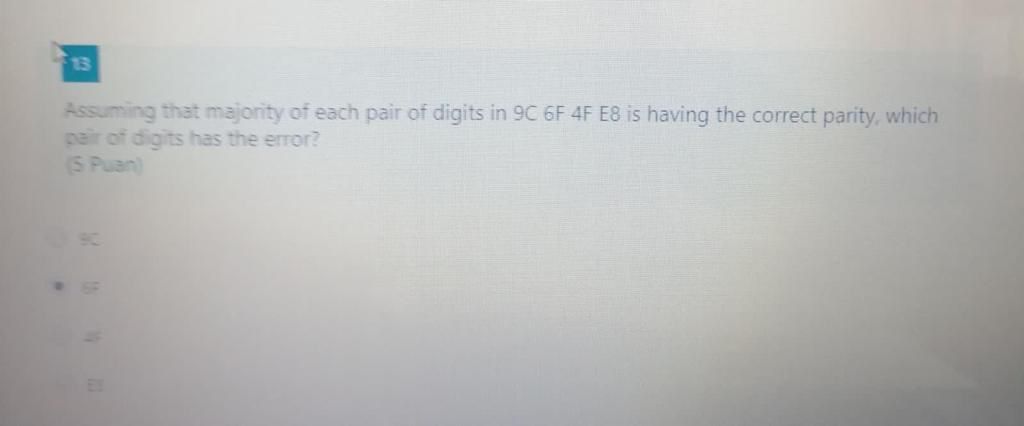 13
Assuming that majority of each pair of digits in 9C 6F 4F E8 is having the correct parity, which
pair of digits has the error?
(5 Puan)
9C
6F
4F
E8